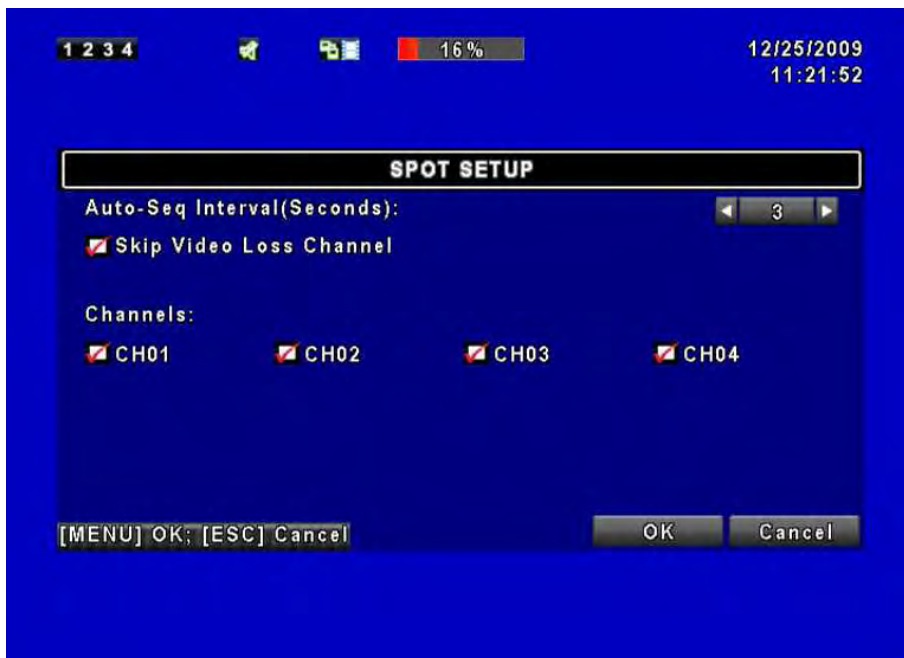 1 2 3 4 16% 12/25/2009
11:21:52
SPOT SETUP
Auto-Seq Interval(Seconds): 3
Skip Video Loss Channel
Channels:
CH01 CH02 CH03 CH04
[MENU] OK; [ESC] Cancel OK Cancel